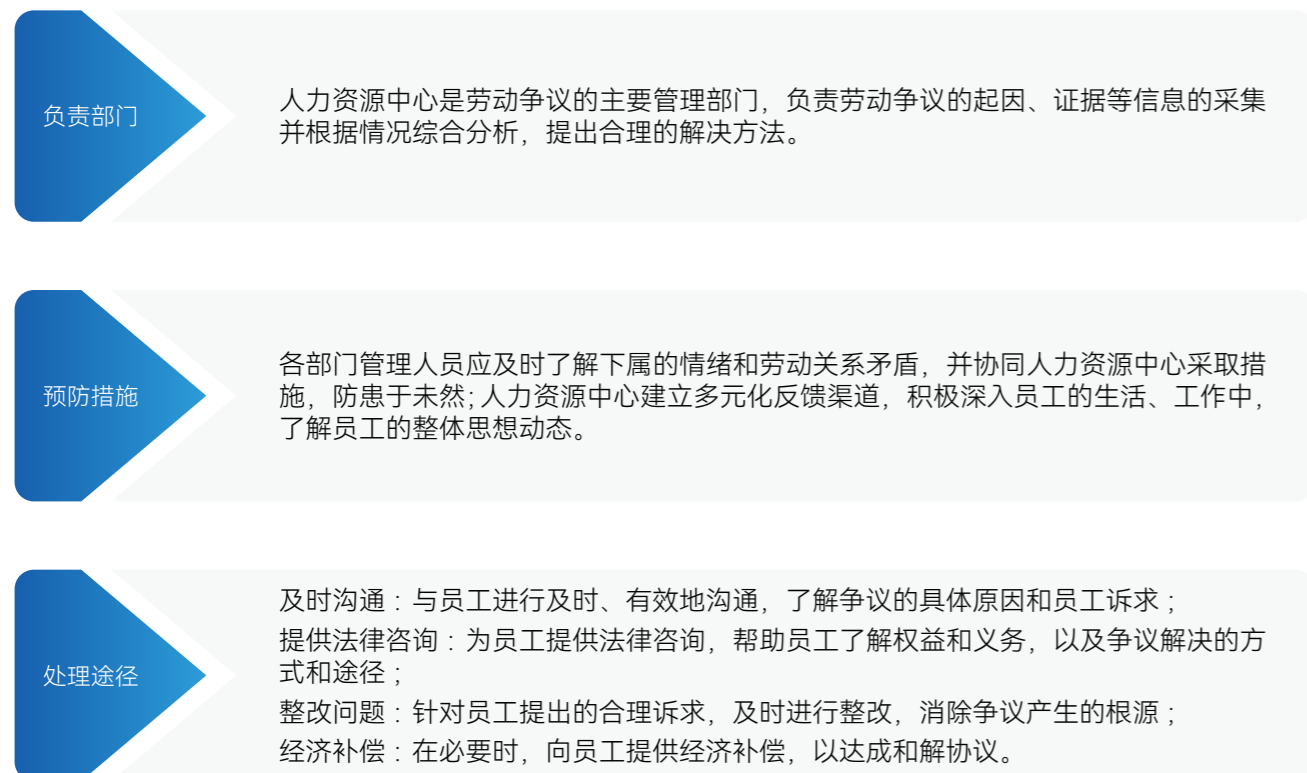 负责部门
人力资源中心是劳动争议的主要管理部门，负责劳动争议的起因、证据等信息的采集
并根据情况综合分析，提出合理的解决方法。
预防措施
各部门管理人员应及时了解下属的情绪和劳动关系矛盾，并协同人力资源中心采取措
施，防患于未然;人力资源中心建立多元化反馈渠道，积极深入员工的生活、工作中，
了解员工的整体思想动态。
处理途径
及时沟通：与员工进行及时、有效地沟通，了解争议的具体原因和员工诉求；
提供法律咨询：为员工提供法律咨询，帮助员工了解权益和义务，以及争议解决的方
式和途径；
整改问题：针对员工提出的合理诉求，及时进行整改，消除争议产生的根源；
经济补偿：在必要时，向员工提供经济补偿，以达成和解协议。